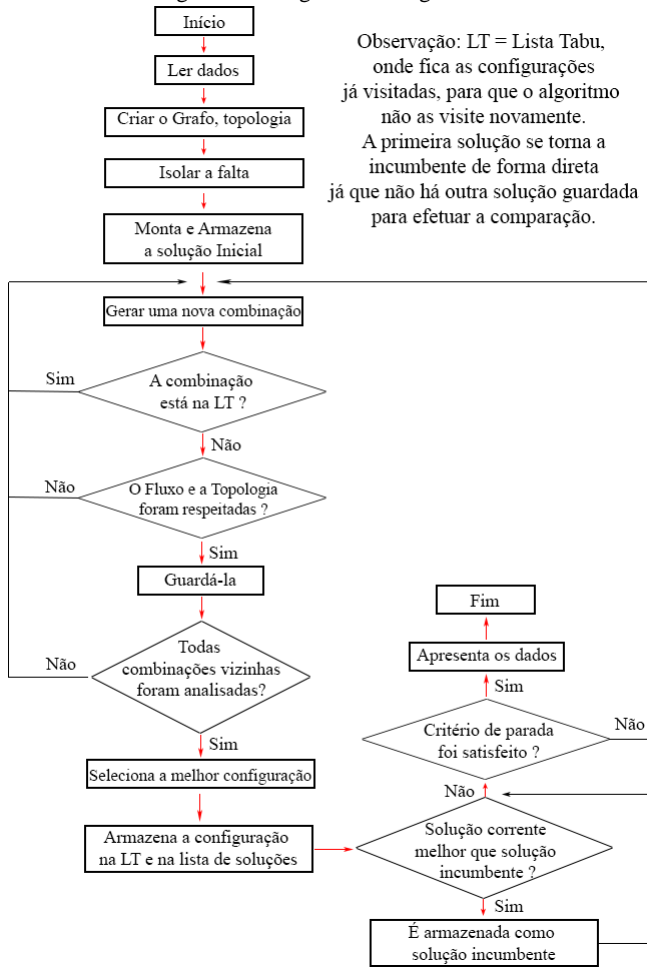 Início
Ler dados
Criar o Grafo, topologia
Isolar a falta
Monta e Armazena
a solução Inicial
Observação: LT = Lista Tabu,
onde fica as configurações
já visitadas, para que o algoritmo
não as visite novamente.
A primeira solução se torna a
incumbente de forma direta
já que não há outra solução guardada
para efetuar a comparação.
Gerar uma nova combinação
Sim
A combinação
está na LT ?
Não
Não
O Fluxo e a Topologia
foram respeitadas ?
Sim
Guardá-la
Não
Todas
combinações vizinhas
foram analisadas?
Sim
Seleciona a melhor configuração
Armazena a configuração
na LT e na lista de soluções
Fim
Apresenta os dados
Sim
Critério de parada
foi satisfeito ?
Não
Não
Solução corrente
melhor que solução
incumbente ?
Sim
É armazenada como
solução incumbente